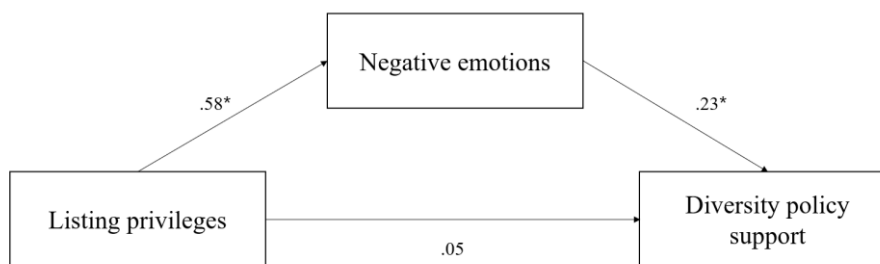 Negative emotions
.58*
.23*
Listing privileges
Diversity policy
support
.05